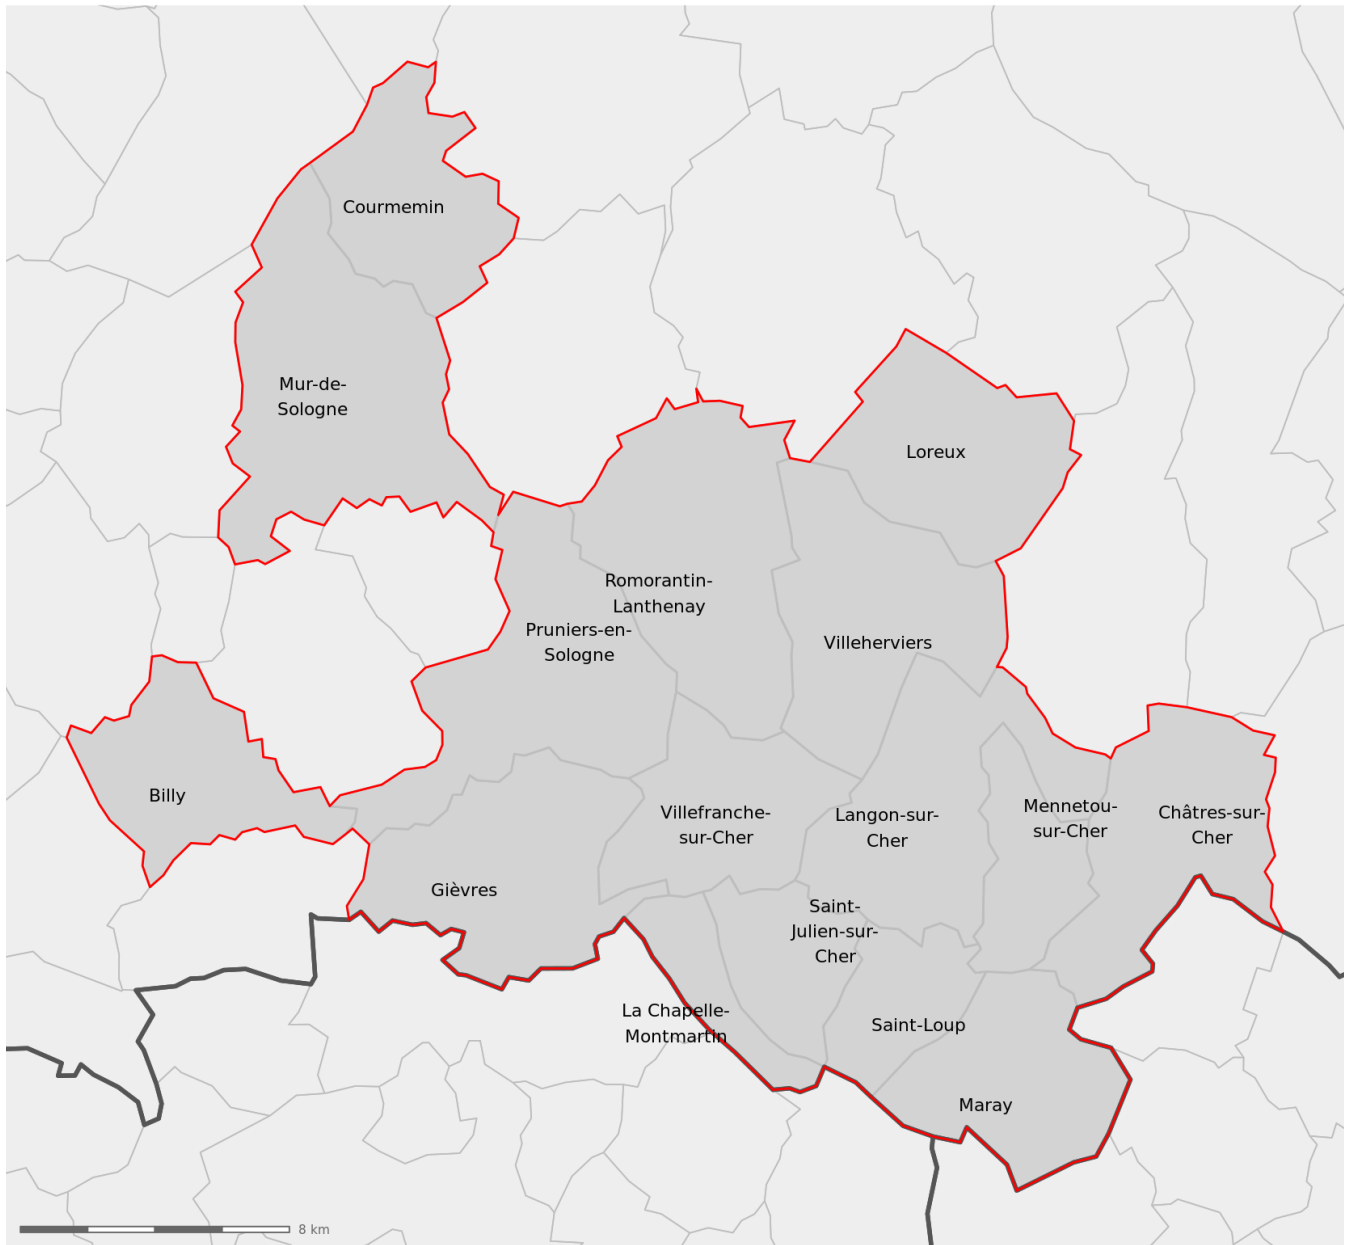 Courmemin
Mur-de-
Sologne
Loreux
Romorantin-
Lanthenay
Pruniers-en-
Sologne
Villeherviers
Billy
Villefranche-
sur-Cher
Langon-sur-
Cher
Mennetou-
sur-Cher
Châtres-sur-
Cher
Gièvres
Saint-
Julien-sur-
Cher
La Chapelle-
Montmartin
Saint-Loup
Maray
8 km